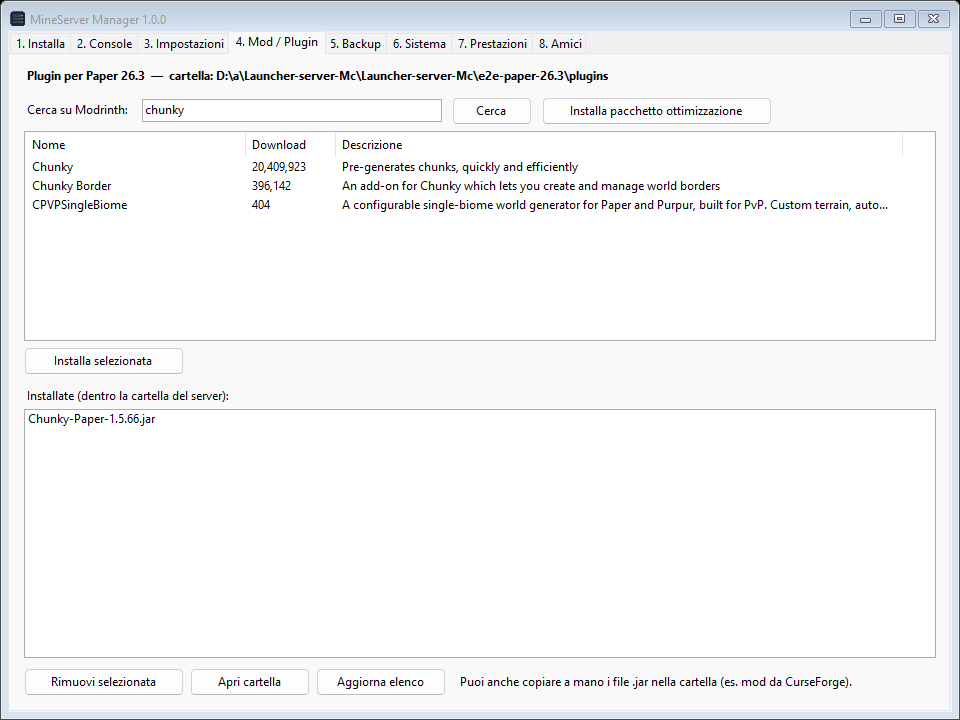 MineServer Manager 1.0.0
1. Installa 2. Console 3. Impostazioni 4. Mod / Plugin 5. Backup 6. Sistema 7. Prestazioni 8. Amici
Plugin per Paper 26.3 — cartella: D:\a\Launcher-server-Mc\Launcher-server-Mc\e2e-paper-26.3\plugins
Cerca su Modrinth: chunky Cerca Installa pacchetto ottimizzazione
Nome Download Descrizione
Chunky 20,409,923 Pre-generates chunks, quickly and efficiently
Chunky Border 396,142 An add-on for Chunky which lets you create and manage world borders
CPVPSingleBiome 404 A configurable single-biome world generator for Paper and Purpur, built for PvP. Custom terrain, auto...
Installa selezionata
Installate (dentro la cartella del server):
Chunky-Paper-1.5.66.jar
Rimuovi selezionata Apri cartella Aggiorna elenco Puoi anche copiare a mano i file .jar nella cartella (es. mod da CurseForge).